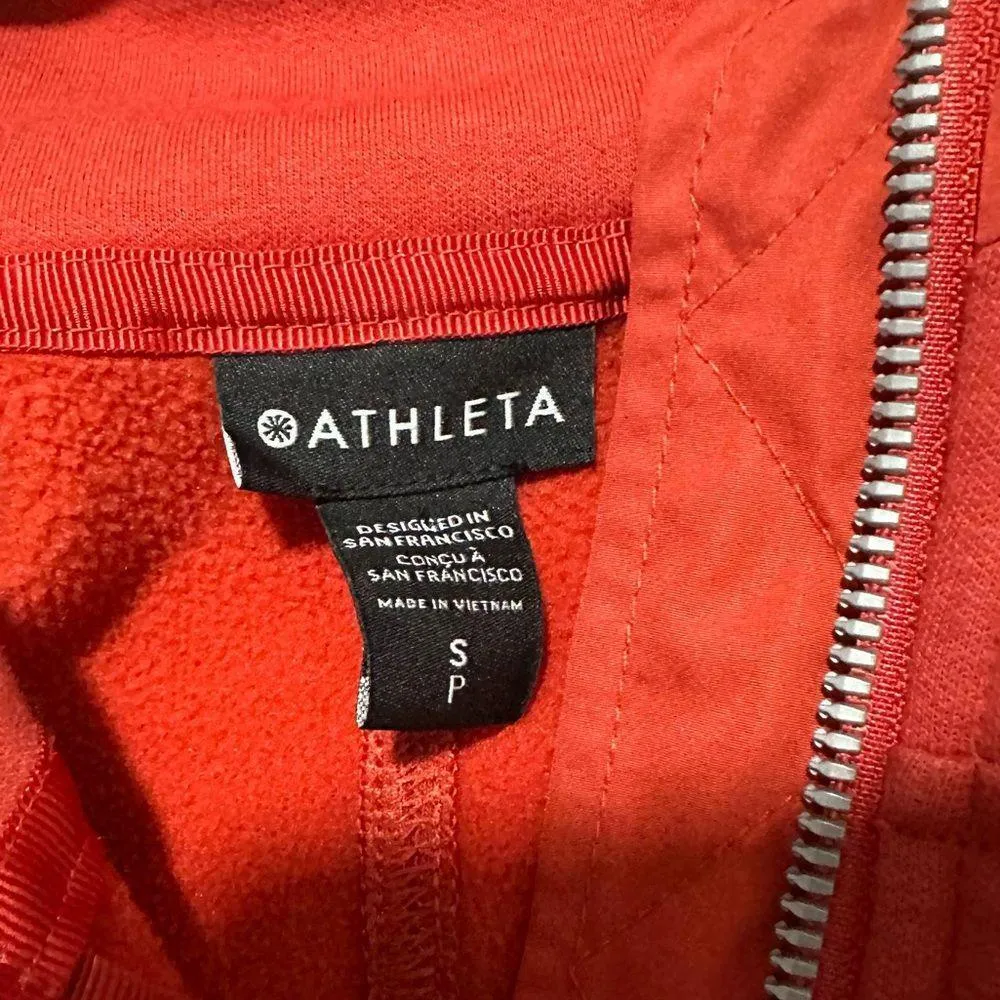 ATHLETA
DESIGNED IN
SAN FRANCISCO
CONÇU À
SAN FRANCISCO
MADE IN VIETNAM
S
P